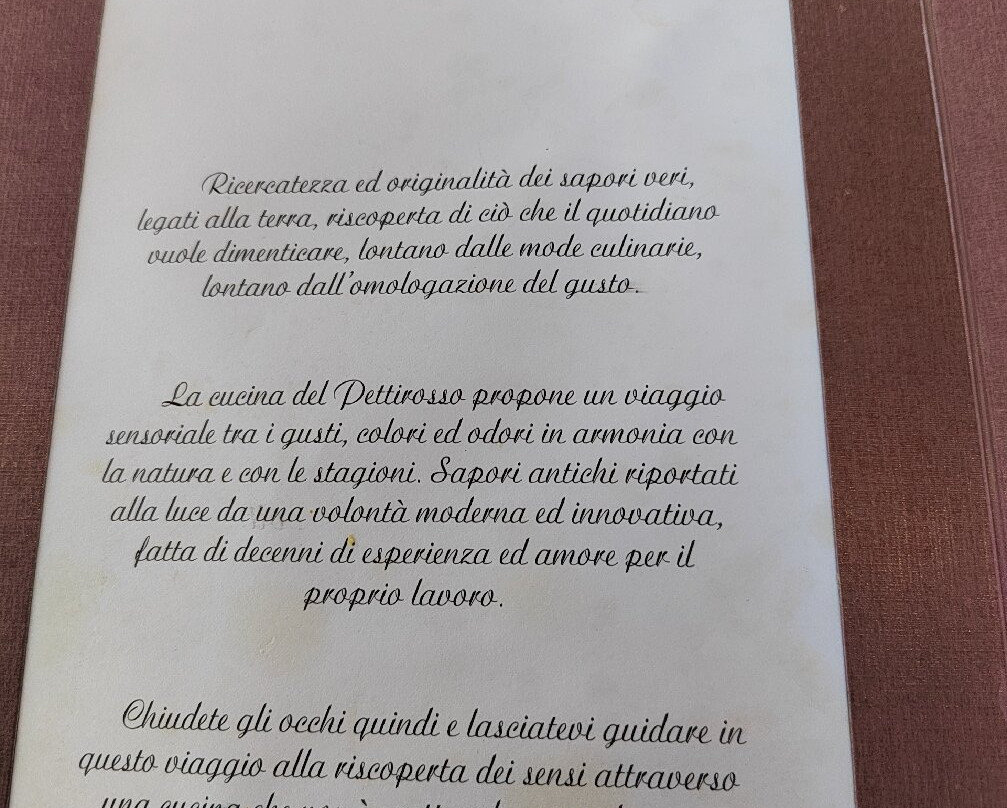 Ricercatezza ed originalità dei sapori veri,
legati alla terra, riscoperta di ciò che il quotidiano
vuole dimenticare, lontano dalle mode culinarie,
lontano dall'omologazione del gusto.
La cucina del Pettirosso propone un viaggio
sensoriale tra i gusti, colori ed odori in armonia con
la natura e con le stagioni. Sapori antichi riportati
alla luce da una volontà moderna ed innovativa,
fatta di decenni di esperienza ed amore per il
proprio lavoro.
Chiudete gli occhi quindi e lasciatevi guidare in
questo viaggio alla riscoperta dei sensi attraverso
una cucina che